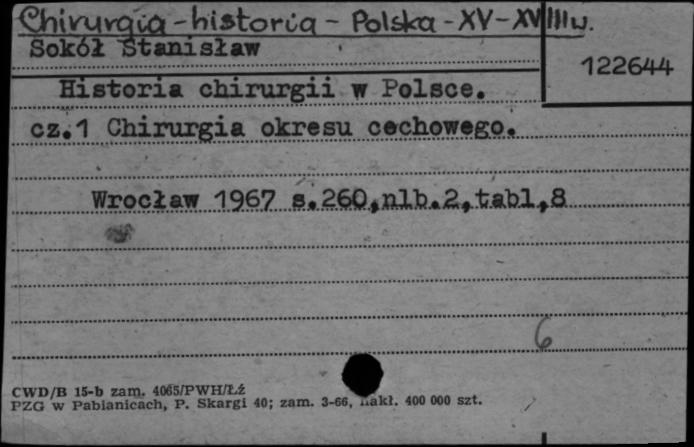 Chirurgia - historia - Polska - XV - XVIII w.
Sokół Stanisław
122644
Historia chirurgii w Polsce.
cz.1 Chirurgia okresu cechowego.
Wrocław 1967 s.260,nlb.2,tabl,8
6
CWD/B 15-b zam. 4065/PWH/Łź
PZG w Pabianicach, P. Skargi 40; zam. 3-66, nakł. 400 000 szt.